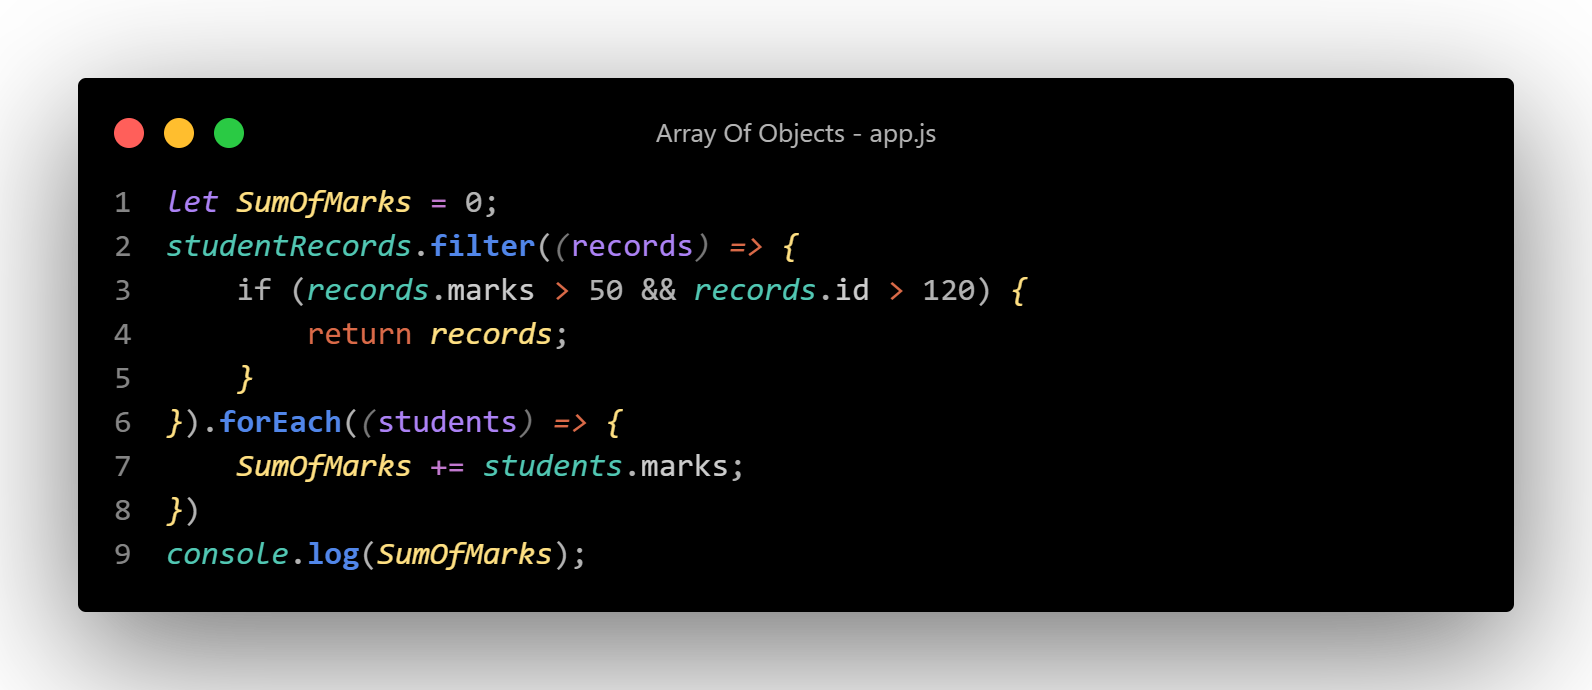 Array Of Objects - app.js
1 let SumOfMarks = 0;
2 studentRecords.filter((records) => {
3     if (records.marks > 50 && records.id > 120) {
4         return records;
5     }
6 }).forEach((students) => {
7     SumOfMarks += students.marks;
8 })
9 console.log(SumOfMarks);